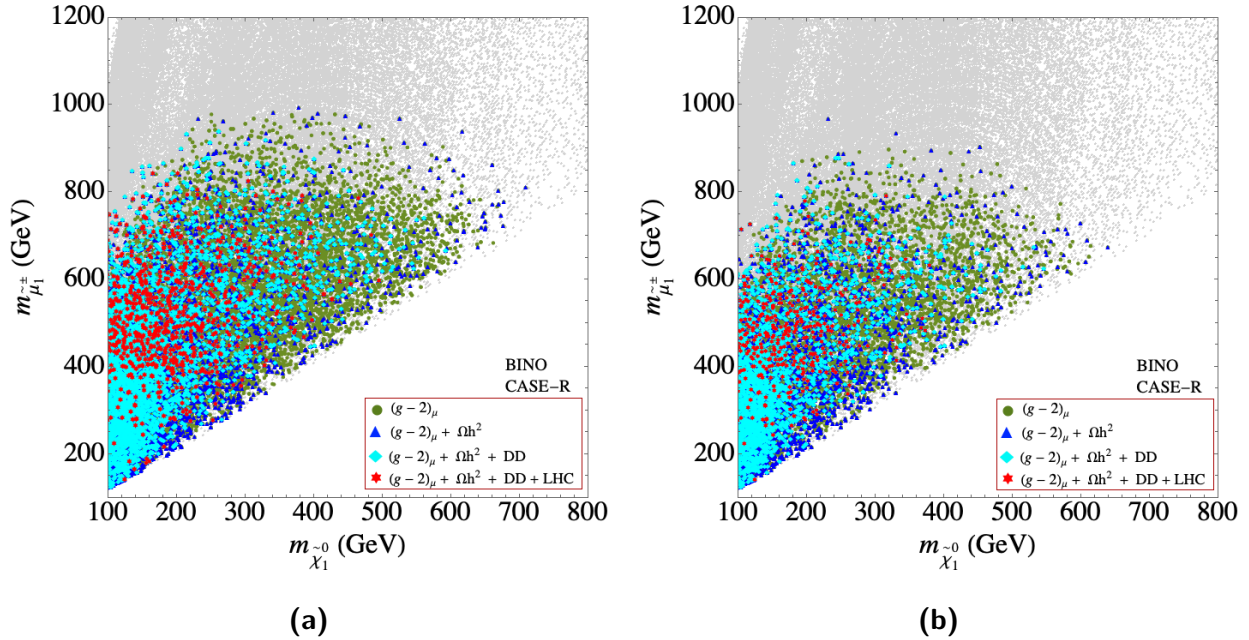 1200
1000
800
600
400
200
m_{\tilde{\mu}_1^{\pm}} (GeV)
BINO
CASE−R
(g − 2)_μ
(g − 2)_μ + Ωh²
(g − 2)_μ + Ωh² + DD
(g − 2)_μ + Ωh² + DD + LHC
100 200 300 400 500 600 700 800
m_{\tilde{χ}_1^0} (GeV)
(a)
1200
1000
800
600
400
200
m_{\tilde{\mu}_1^{\pm}} (GeV)
BINO
CASE−R
(g − 2)_μ
(g − 2)_μ + Ωh²
(g − 2)_μ + Ωh² + DD
(g − 2)_μ + Ωh² + DD + LHC
100 200 300 400 500 600 700 800
m_{\tilde{χ}_1^0} (GeV)
(b)